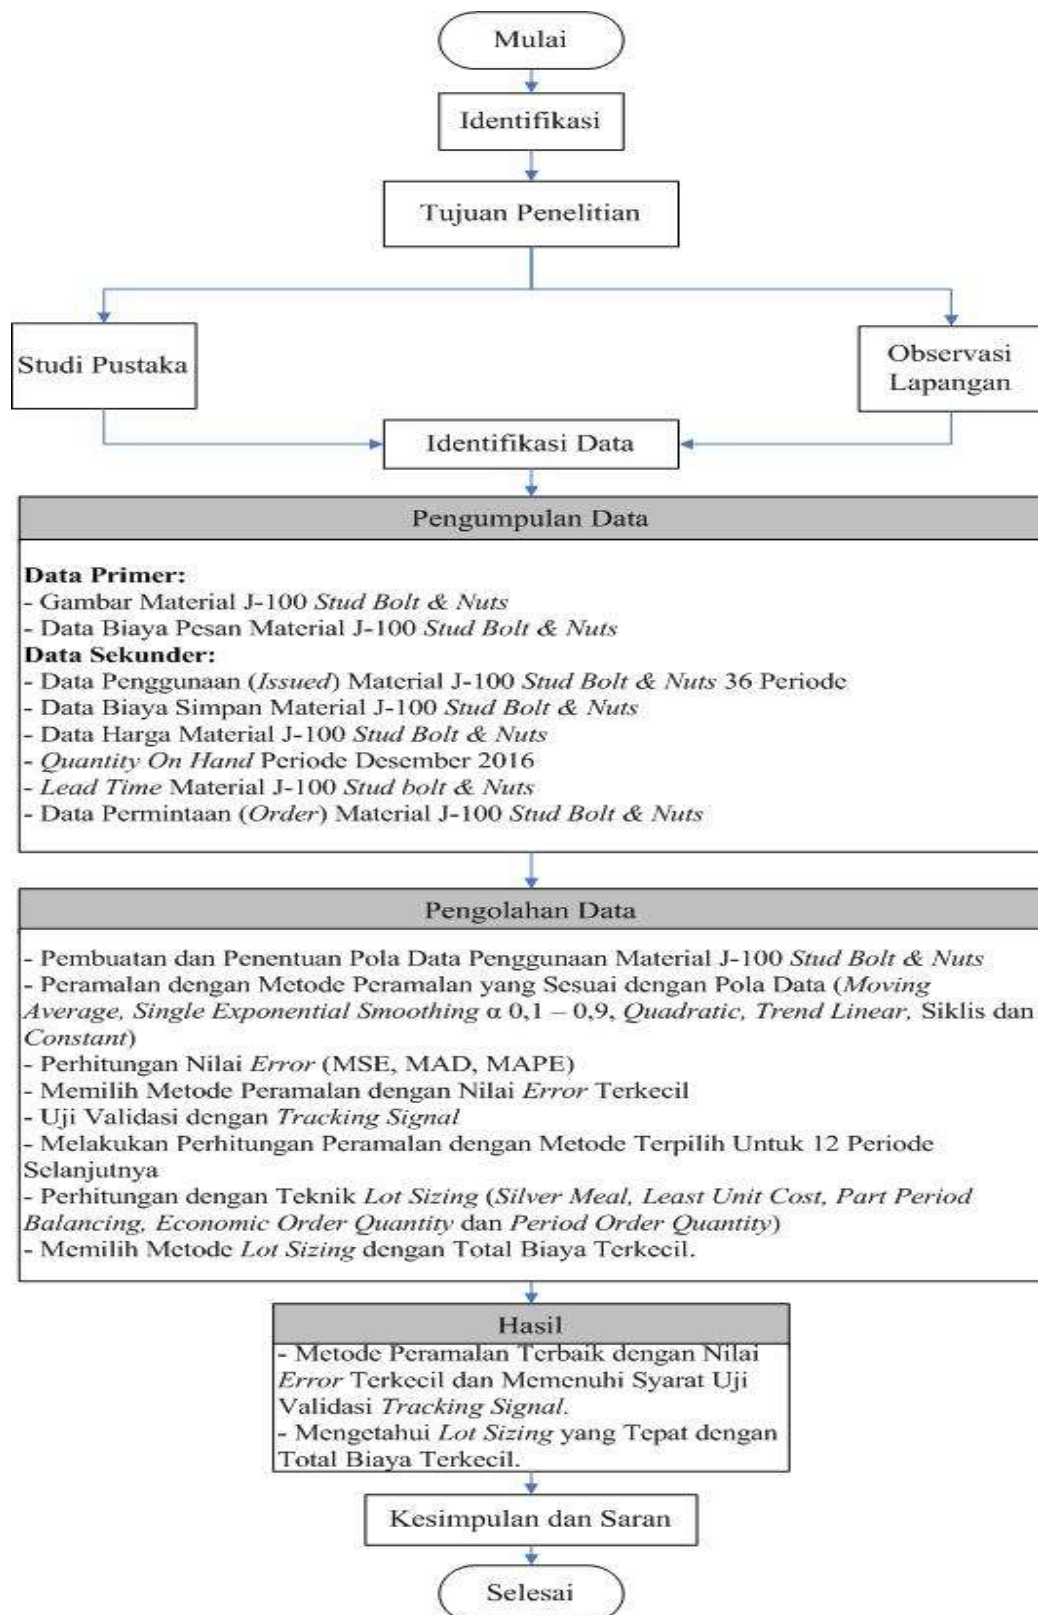 Mulai
Identifikasi
Tujuan Penelitian
Studi Pustaka
Observasi
Lapangan
Identifikasi Data
Pengumpulan Data
Data Primer:
- Gambar Material J-100 Stud Bolt & Nuts
- Data Biaya Pesan Material J-100 Stud Bolt & Nuts
Data Sekunder:
- Data Penggunaan (Issued) Material J-100 Stud Bolt & Nuts 36 Periode
- Data Biaya Simpan Material J-100 Stud Bolt & Nuts
- Data Harga Material J-100 Stud Bolt & Nuts
- Quantity On Hand Periode Desember 2016
- Lead Time Material J-100 Stud bolt & Nuts
- Data Permintaan (Order) Material J-100 Stud Bolt & Nuts
Pengolahan Data
- Pembuatan dan Penentuan Pola Data Penggunaan Material J-100 Stud Bolt & Nuts
- Peramalan dengan Metode Peramalan yang Sesuai dengan Pola Data (Moving
Average, Single Exponential Smoothing α 0,1 – 0,9, Quadratic, Trend Linear, Siklis dan
Constant)
- Perhitungan Nilai Error (MSE, MAD, MAPE)
- Memilih Metode Peramalan dengan Nilai Error Terkecil
- Uji Validasi dengan Tracking Signal
- Melakukan Perhitungan Peramalan dengan Metode Terpilih Untuk 12 Periode
Selanjutnya
- Perhitungan dengan Teknik Lot Sizing (Silver Meal, Least Unit Cost, Part Period
Balancing, Economic Order Quantity dan Period Order Quantity)
- Memilih Metode Lot Sizing dengan Total Biaya Terkecil.
Hasil
- Metode Peramalan Terbaik dengan Nilai
Error Terkecil dan Memenuhi Syarat Uji
Validasi Tracking Signal.
- Mengetahui Lot Sizing yang Tepat dengan
Total Biaya Terkecil.
Kesimpulan dan Saran
Selesai